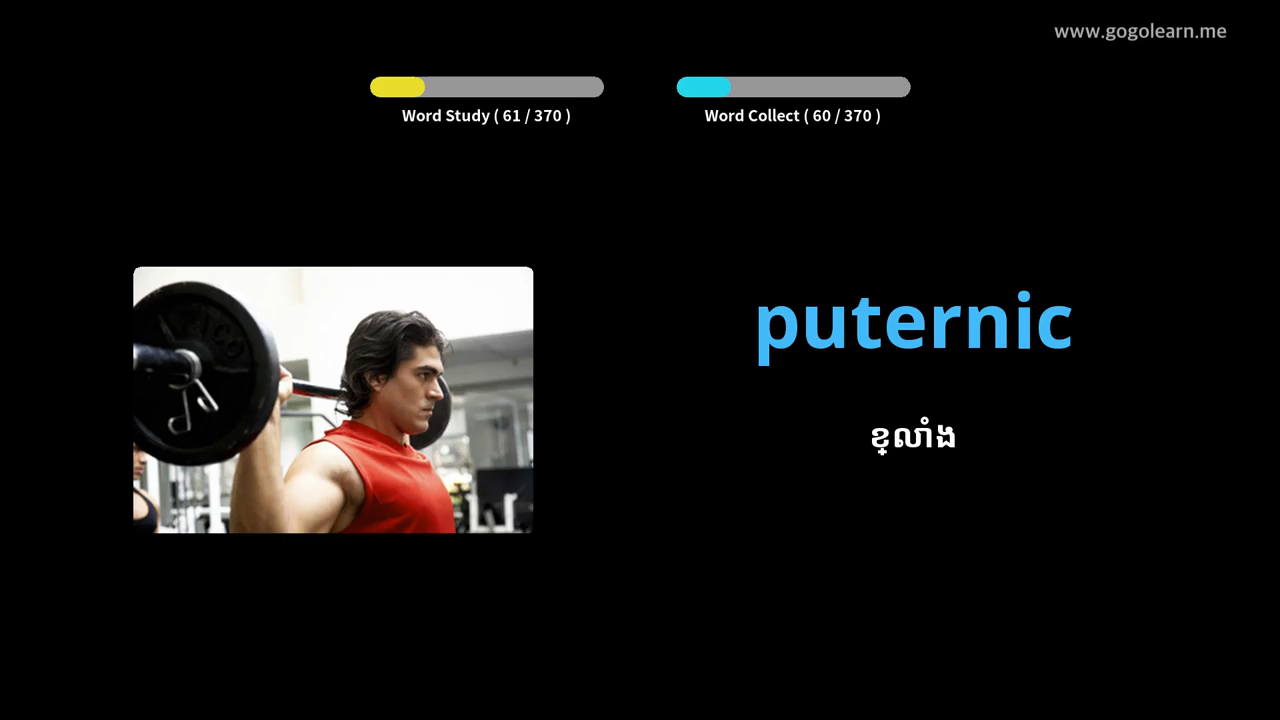 www.gogolearn.me
Word Study ( 61 / 370 )
Word Collect ( 60 / 370 )
puternic
ខ្លាំង